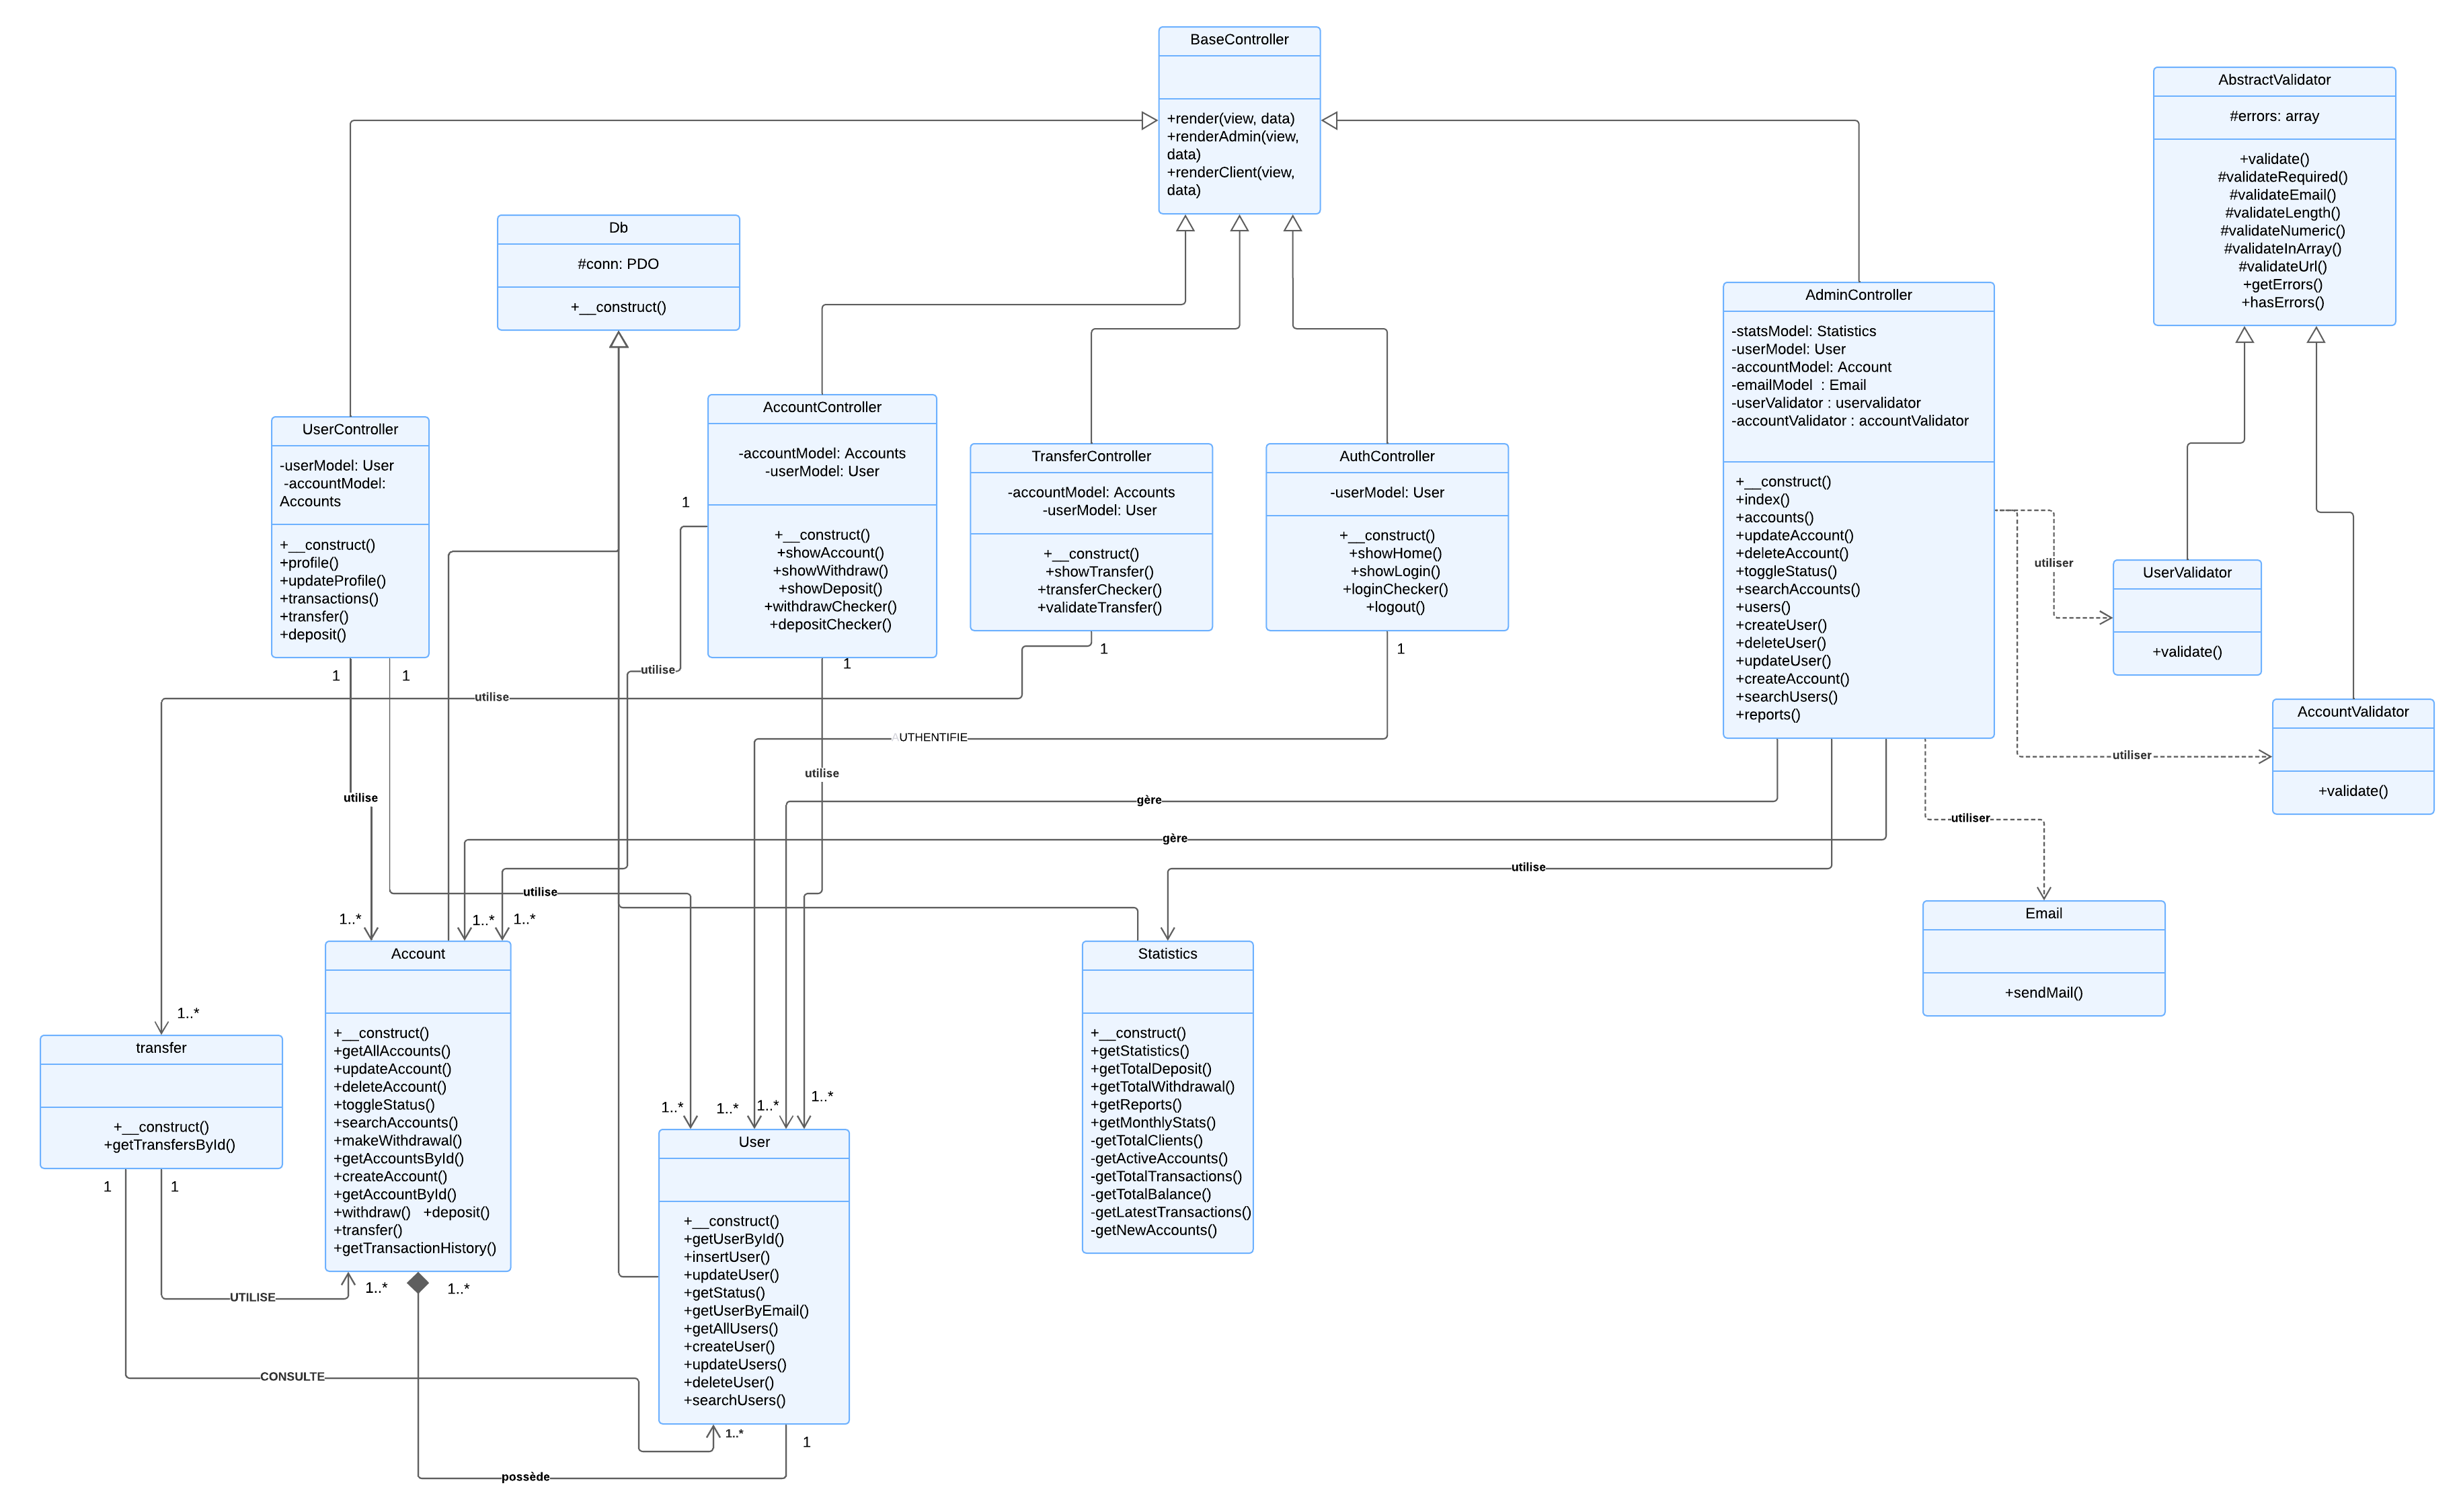 BaseController
+render(view, data)
+renderAdmin(view,
data)
+renderClient(view,
data)
AbstractValidator
#errors: array
+validate()
#validateRequired()
#validateEmail()
#validateLength()
#validateNumeric()
#validateInArray()
#validateUrl()
+getErrors()
+hasErrors()
Db
#conn: PDO
+__construct()
AdminController
-statsModel: Statistics
-userModel: User
-accountModel: Account
-emailModel  : Email
-userValidator : uservalidator
-accountValidator : accountValidator
+__construct()
+index()
+accounts()
+updateAccount()
+deleteAccount()
+toggleStatus()
+searchAccounts()
+users()
+createUser()
+deleteUser()
+updateUser()
+createAccount()
+searchUsers()
+reports()
UserController
-userModel: User
-accountModel:
Accounts
+__construct()
+profile()
+updateProfile()
+transactions()
+transfer()
+deposit()
AccountController
-accountModel: Accounts
-userModel: User
+__construct()
+showAccount()
+showWithdraw()
+showDeposit()
+withdrawChecker()
+depositChecker()
TransferController
-accountModel: Accounts
-userModel: User
+__construct()
+showTransfer()
+transferChecker()
+validateTransfer()
AuthController
-userModel: User
+__construct()
+showHome()
+showLogin()
+loginChecker()
+logout()
UserValidator
+validate()
AccountValidator
+validate()
1
utiliser
1
1
utilise
1
1
1
utilise
AUTHENTIFIE
utiliser
utilise
utilise
gère
utiliser
gère
utilise
utilise
1..*
1..*
1..*
Email
+sendMail()
Account
+__construct()
+getAllAccounts()
+updateAccount()
+deleteAccount()
+toggleStatus()
+searchAccounts()
+makeWithdrawal()
+getAccountsById()
+createAccount()
+getAccountById()
+withdraw()   +deposit()
+transfer()
+getTransactionHistory()
Statistics
+__construct()
+getStatistics()
+getTotalDeposit()
+getTotalWithdrawal()
+getReports()
+getMonthlyStats()
-getTotalClients()
-getActiveAccounts()
-getTotalTransactions()
-getTotalBalance()
-getLatestTransactions()
-getNewAccounts()
1..*
transfer
+__construct()
+getTransfersById()
1..*
1..*
1..*
1..*
User
+__construct()
+getUserById()
+insertUser()
+updateUser()
+getStatus()
+getUserByEmail()
+getAllUsers()
+createUser()
+updateUsers()
+deleteUser()
+searchUsers()
1
1
1..*
1..*
UTILISE
CONSULTE
1..*
1
possède